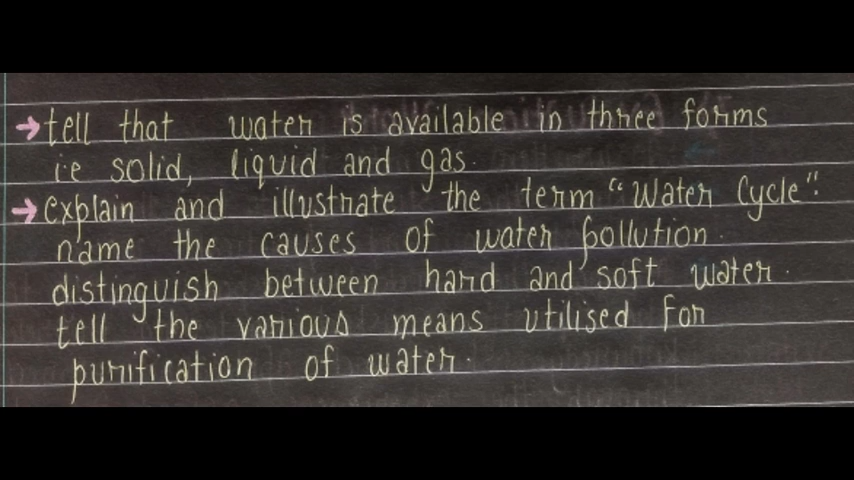 → tell that water is available in three forms
i.e solid, liquid and gas.
→ explain and illustrate the term "Water Cycle".
name the causes of water pollution.
distinguish between hard and soft water.
tell the various means utilised for
purification of water.